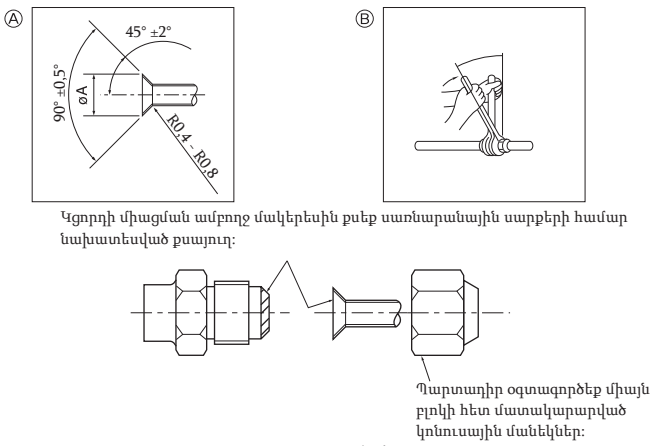 Ⓐ
45° ±2°
90° ±0,5°
øA
R0,4 - R0,8
Ⓑ
Կցորդի միացման ամբողջ մակերեսին քսեք սառնարանային սարքերի համար
նախատեսված քսայուղ:
Պարտադիր օգտագործեք միայն
բլոկի հետ մատակարարված
կոնուսային մանեկներ: